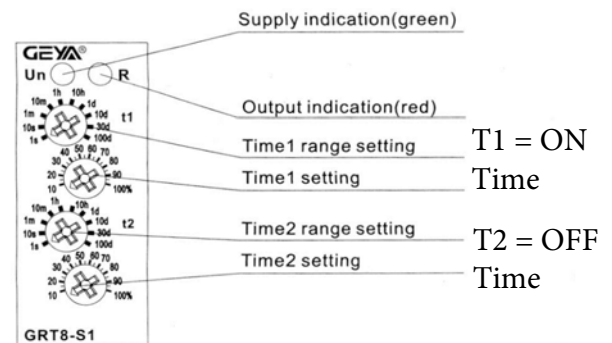 Supply indication(green)
GEYA®
Un R
Output indication(red)
1s 10s 1m 10m 1h 10h 1d 10d 30d 100d
t1
Time1 range setting
T1 = ON
Time
10 20 30 40 50 60 70 80 90 100%
Time1 setting
1s 10s 1m 10m 1h 10h 1d 10d 30d 100d
t2
Time2 range setting
T2 = OFF
Time
10 20 30 40 50 60 70 80 90 100%
Time2 setting
GRT8-S1